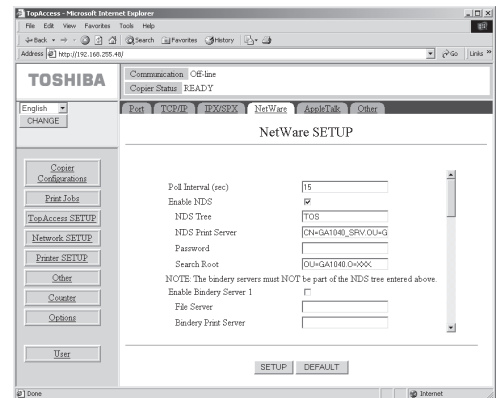 TopAccess - Microsoft Internet Explorer
File Edit View Favorites Tools Help
Back Search Favorites History
Address http://192.168.255.48/ Go Links »
TOSHIBA
Communication Off-line
Copier Status READY
English
CHANGE
Port TCP/IP IPX/SPX NetWare AppleTalk Other
NetWare SETUP
Copier Configurations
Print Jobs
TopAccess SETUP
Network SETUP
Printer SETUP
Other
Counter
Options
User
Poll Interval (sec) 15
Enable NDS
NDS Tree TOS
NDS Print Server CN=GA1040_SRV.OU=G
Password
Search Root OU=GA1040.O=XXX.
NOTE: The bindery servers must NOT be part of the NDS tree entered above.
Enable Bindery Server 1
File Server
Bindery Print Server
SETUP DEFAULT
Done Internet